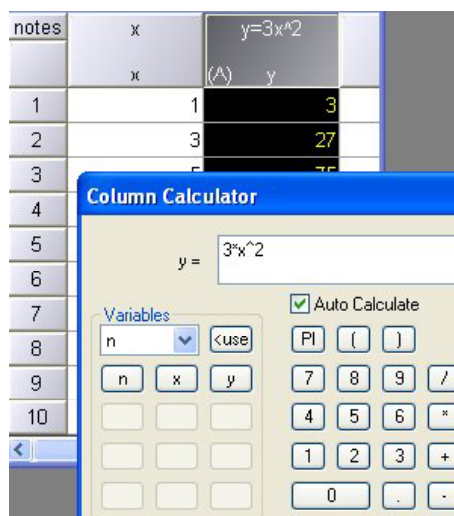 notes x y=3x^2
x (A) y
1 1 3
2 3 27
3
4
5
6
7
8
9
10
Column Calculator
y = 3*x^2
Variables
Auto Calculate
n <use PI ( )
n x y 7 8 9 /
4 5 6 *
1 2 3 +
0 . -
<